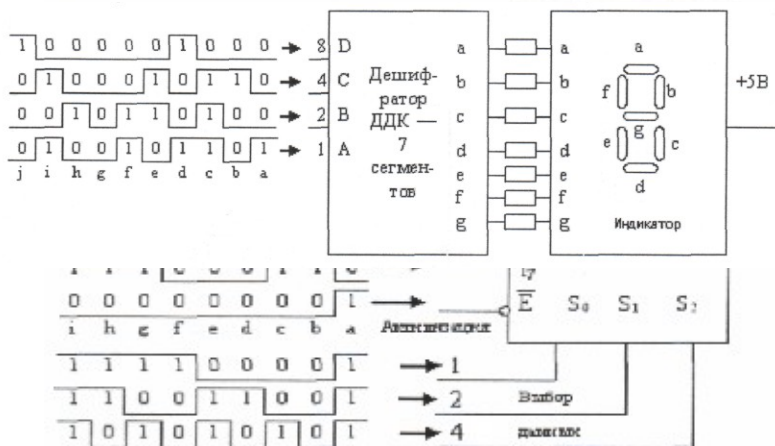 1 0 0 0 0 0 1 0 0 0 → 8 D a a a
0 1 0 0 0 1 0 1 1 0 → 4 C Дешиф- b b f b +5В
ратор
0 0 1 0 1 1 0 1 0 0 → 2 B ДДК — c c g
0 1 0 0 1 0 1 1 0 1 → 1 A 7 d d e c
j i h g f e d c b a сегмен- e e d
тов f f
g g Индикатор
0 0 0 0 0 0 0 0 1 → E S0 S1 S2
i h g f e d c b a Активизация
1 1 1 1 0 0 0 0 1 → 1
1 1 0 0 1 1 0 0 1 → 2 Выбор
1 0 1 0 1 0 1 0 1 → 4 данных